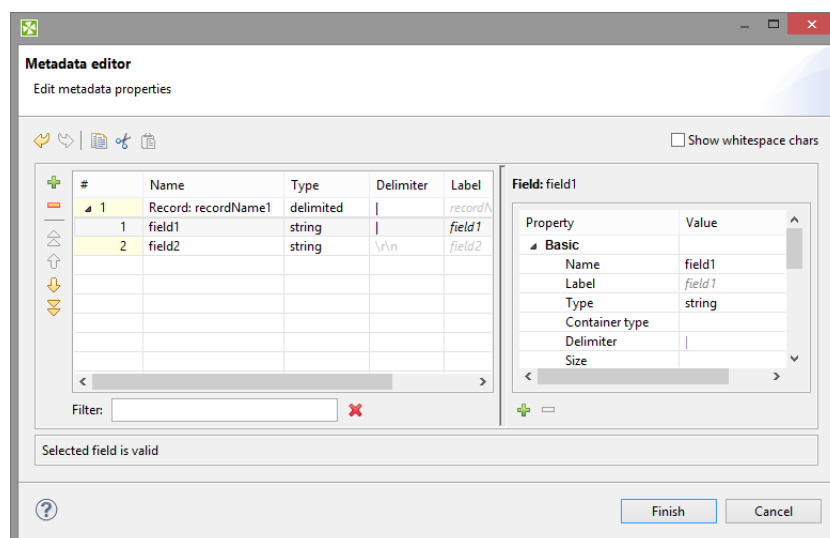 Metadata editor
Edit metadata properties
Show whitespace chars
# Name Type Delimiter Label
1 Record: recordName1 delimited | recordN
1 field1 string | field1
2 field2 string \r\n field2
Filter:
Field: field1
Property Value
Basic
Name field1
Label field1
Type string
Container type
Delimiter |
Size
Selected field is valid
Finish Cancel